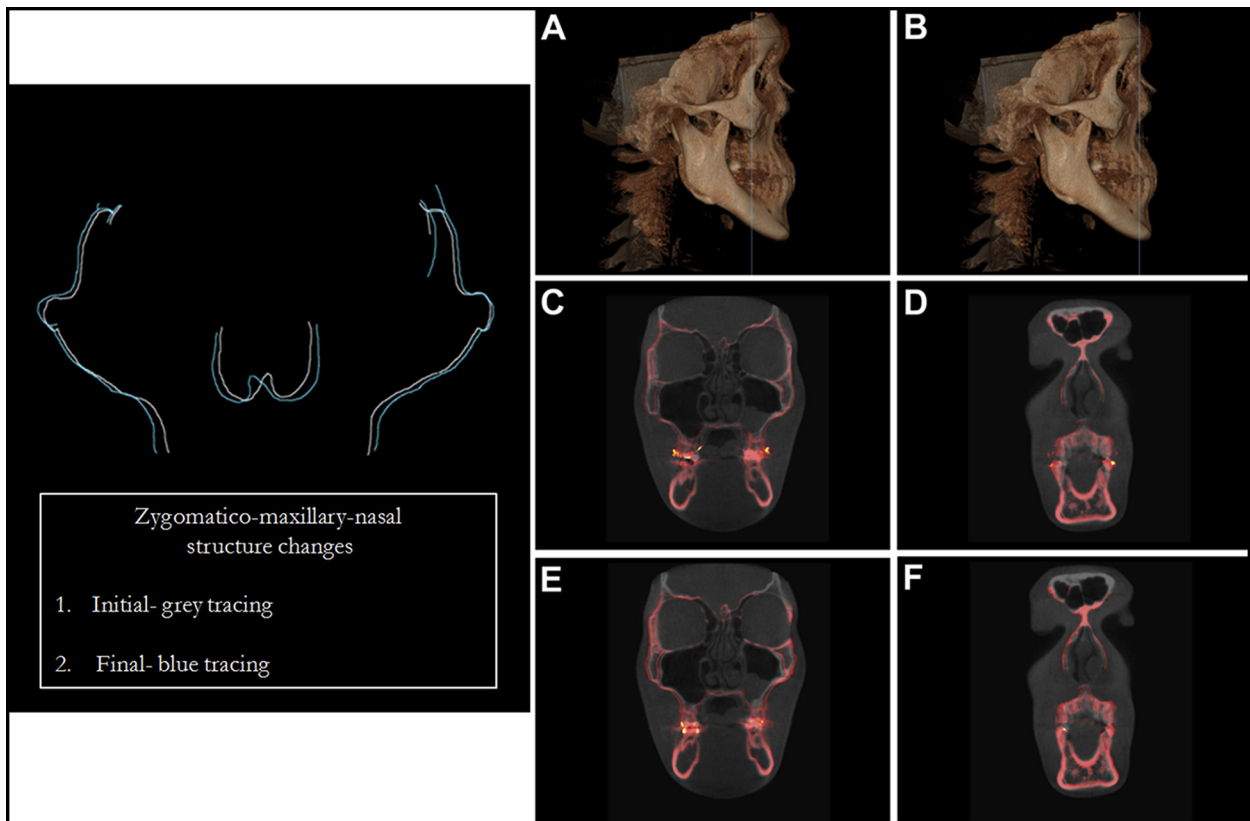 A
B
C
D
E
F
Zygomatico-maxillary-nasal
structure changes
1. Initial- grey tracing
2. Final- blue tracing